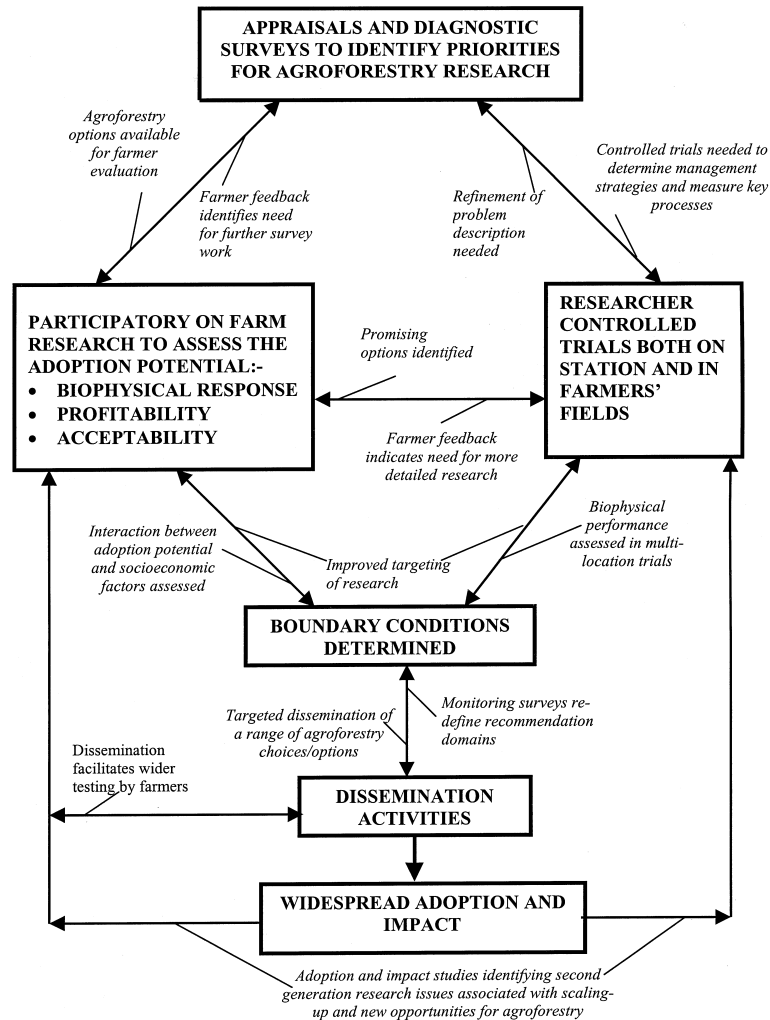 APPRAISALS AND DIAGNOSTIC
SURVEYS TO IDENTIFY PRIORITIES
FOR AGROFORESTRY RESEARCH
Agroforestry
options available
for farmer
evaluation
Farmer feedback
identifies need
for further survey
work
Refinement of
problem
description
needed
Controlled trials needed to
determine management
strategies and measure key
processes
PARTICIPATORY ON FARM
RESEARCH TO ASSESS THE
ADOPTION POTENTIAL:-
• BIOPHYSICAL RESPONSE
• PROFITABILITY
• ACCEPTABILITY
Promising
options identified
Farmer feedback
indicates need for more
detailed research
RESEARCHER
CONTROLLED
TRIALS BOTH ON
STATION AND IN
FARMERS’
FIELDS
Interaction between
adoption potential
and socioeconomic
factors assessed
Improved targeting
of research
Biophysical
performance
assessed in multi-
location trials
BOUNDARY CONDITIONS
DETERMINED
Targeted dissemination of
a range of agroforestry
choices/options
Monitoring surveys re-
define recommendation
domains
Dissemination
facilitates wider
testing by farmers
DISSEMINATION
ACTIVITIES
WIDESPREAD ADOPTION AND
IMPACT
Adoption and impact studies identifying second
generation research issues associated with scaling-
up and new opportunities for agroforestry